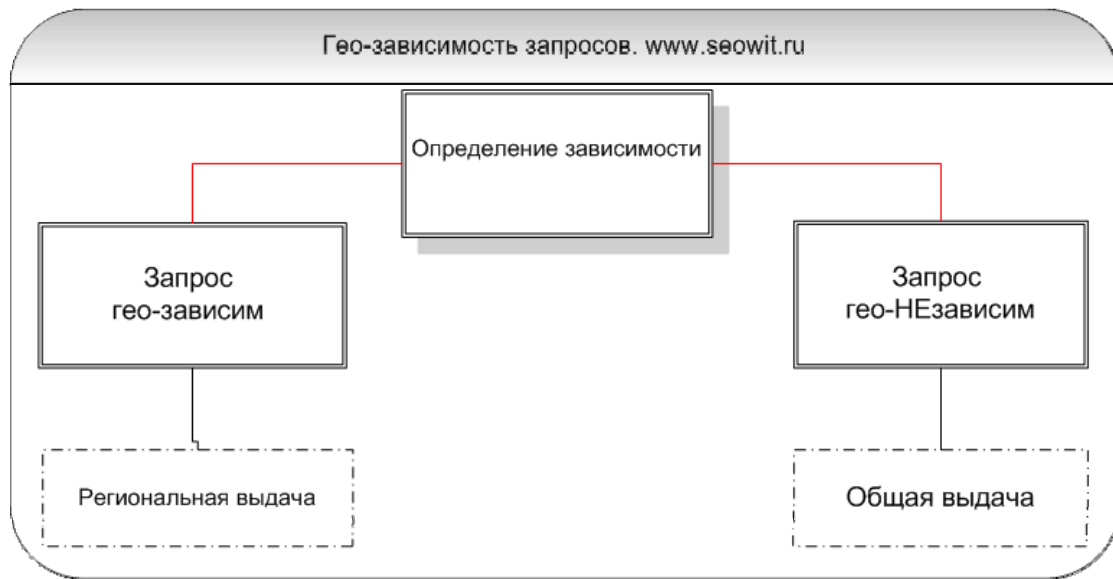 Гео-зависимость запросов. www.seowit.ru
Определение зависимости
Запрос
гео-зависим
Запрос
гео-НЕзависим
Региональная выдача
Общая выдача